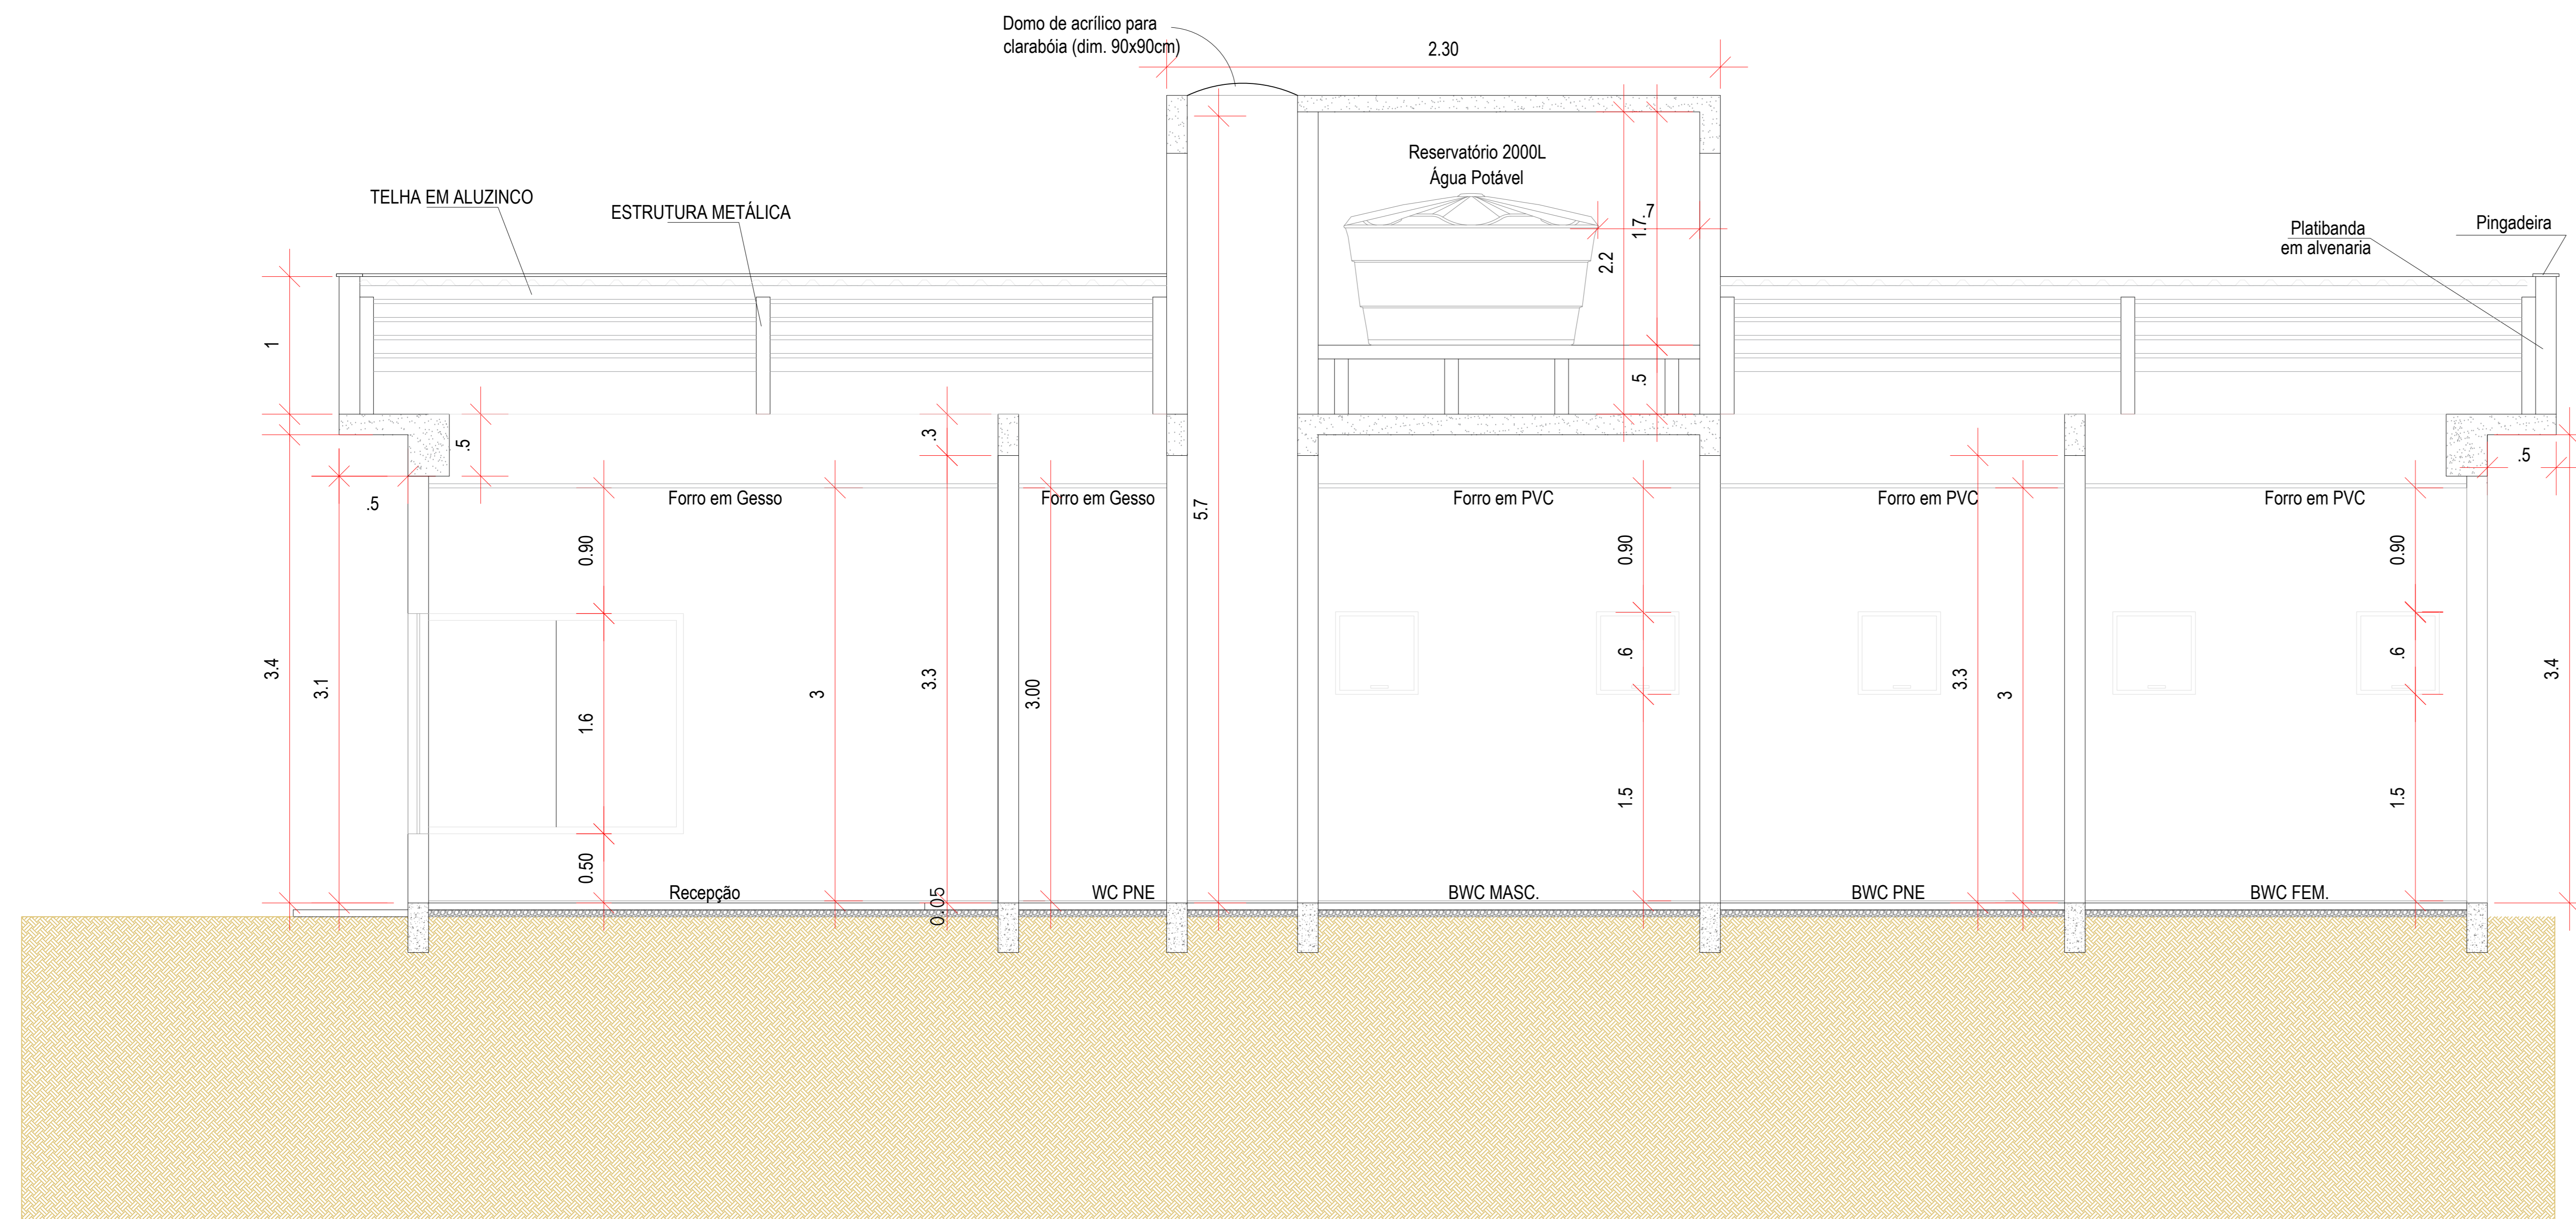 Domo de acrílico para
clarabóia (dim. 90x90cm)
2.30
Reservatório 2000L
Água Potável
TELHA EM ALUZINCO
ESTRUTURA METÁLICA
.7
1.7
2.2
Platibanda
em alvenaria
Pingadeira
1
.5
.5
.3
.5
.5
.5
Forro em Gesso
Forro em Gesso
5.7
Forro em PVC
Forro em PVC
Forro em PVC
0.90
0.90
0.90
3.4
3.1
1.6
3
3.3
3.00
.6
3.3
3
.6
3.4
1.5
1.5
0.50
Recepção
0.05
WC PNE
BWC MASC.
BWC PNE
BWC FEM.